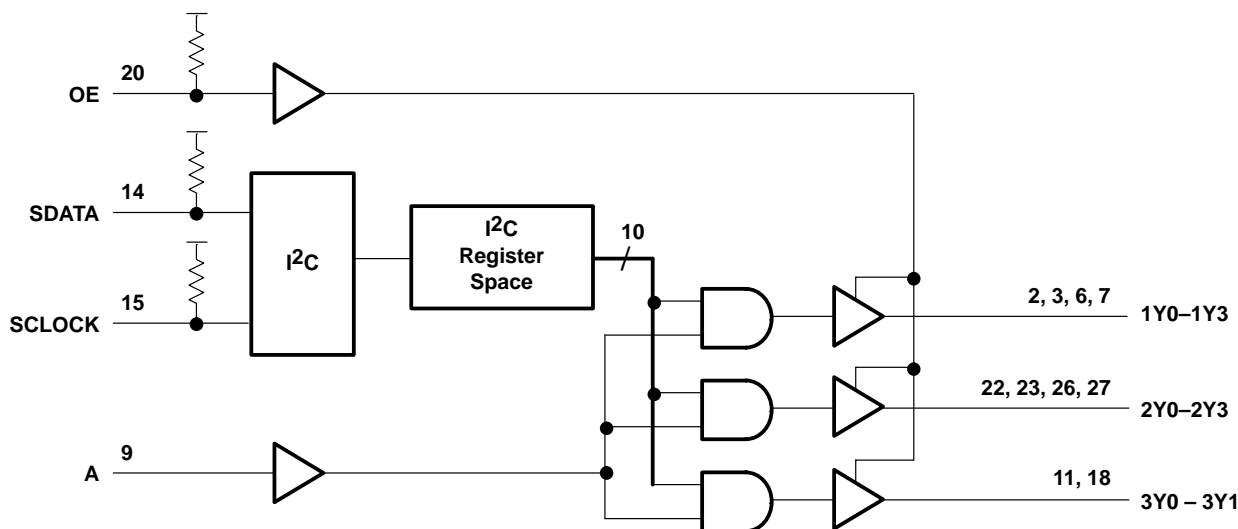 20
OE
14
SDATA
I²C
I²C
Register
Space
10
15
SCLOCK
2, 3, 6, 7
1Y0–1Y3
22, 23, 26, 27
2Y0–2Y3
9
A
11, 18
3Y0 – 3Y1